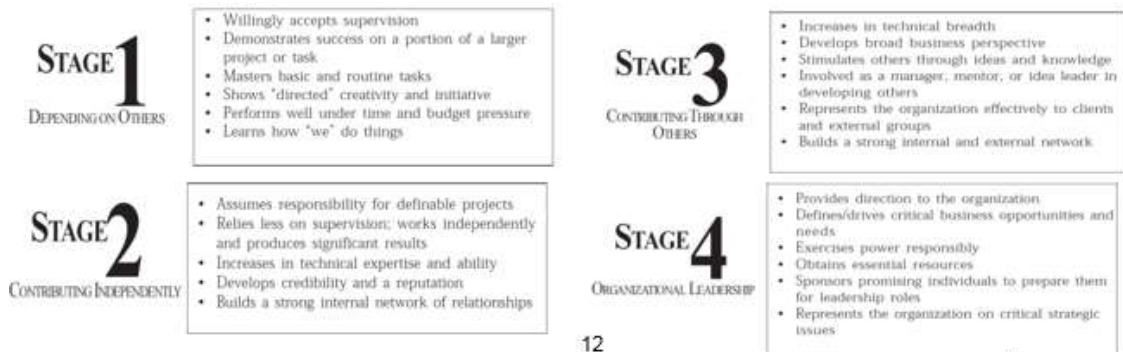 STAGE 1
DEPENDING ON OTHERS
• Willingly accepts supervision
• Demonstrates success on a portion of a larger
project or task
• Masters basic and routine tasks
• Shows "directed" creativity and initiative
• Performs well under time and budget pressure
• Learns how "we" do things
STAGE 2
CONTRIBUTING INDEPENDENTLY
• Assumes responsibility for definable projects
• Relies less on supervision; works independently
and produces significant results
• Increases in technical expertise and ability
• Develops credibility and a reputation
• Builds a strong internal network of relationships
STAGE 3
CONTRIBUTING THROUGH
OTHERS
• Increases in technical breadth
• Develops broad business perspective
• Stimulates others through ideas and knowledge
• Involved as a manager, mentor, or idea leader in
developing others
• Represents the organization effectively to clients
and external groups
• Builds a strong internal and external network
STAGE 4
ORGANIZATIONAL LEADERSHIP
• Provides direction to the organization
• Defines/drives critical business opportunities and
needs
• Exercises power responsibly
• Obtains essential resources
• Sponsors promising individuals to prepare them
for leadership roles
• Represents the organization on critical strategic
issues
12